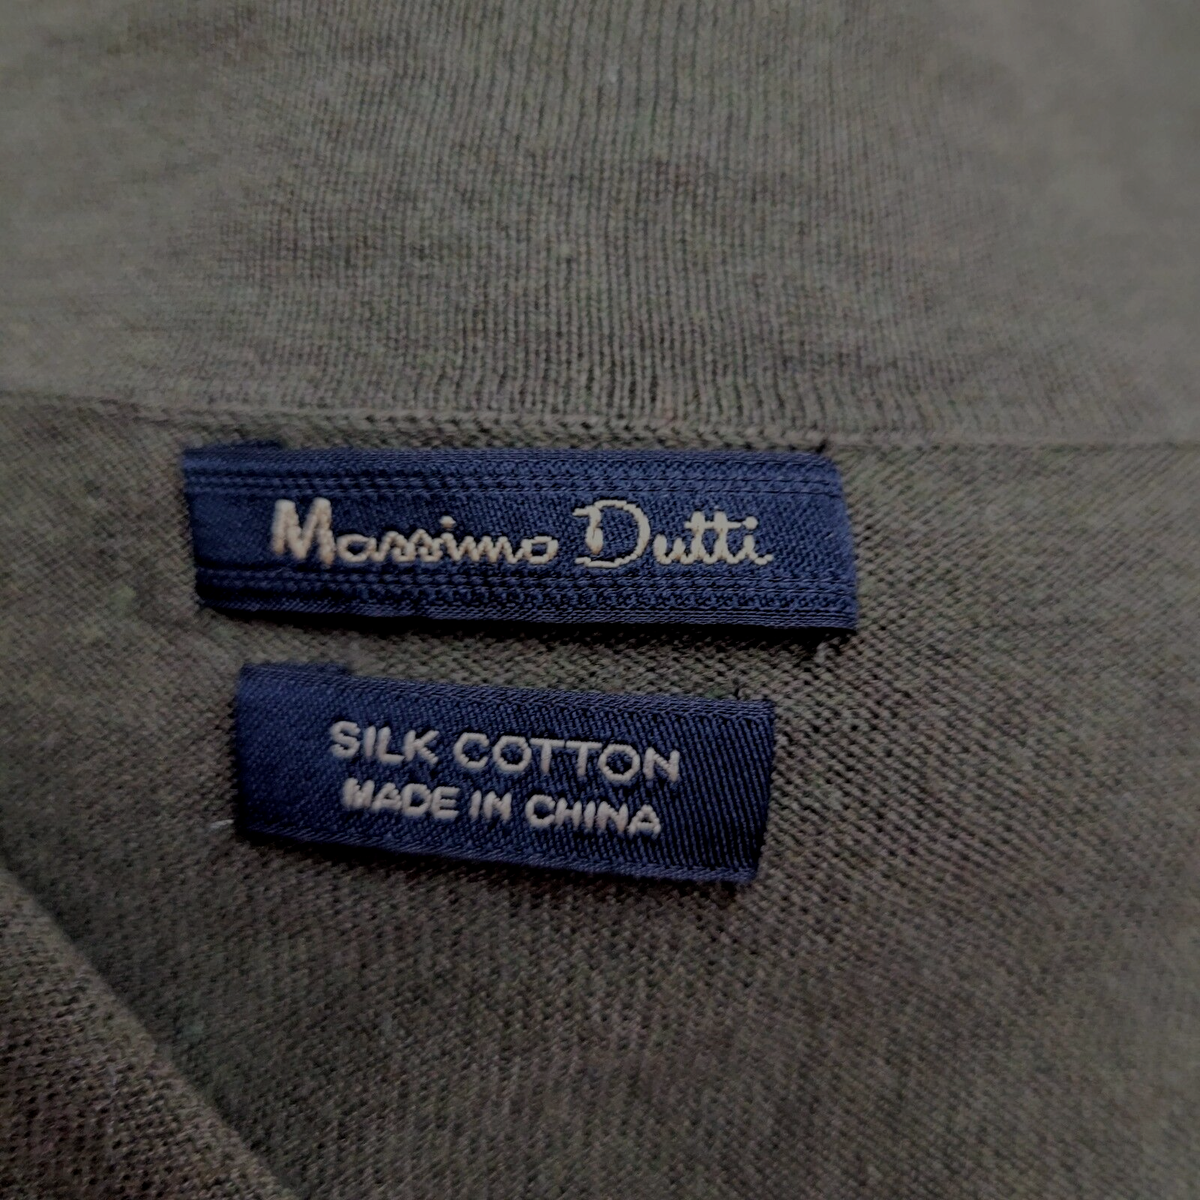 Massimo Dutti
SILK COTTON
MADE IN CHINA